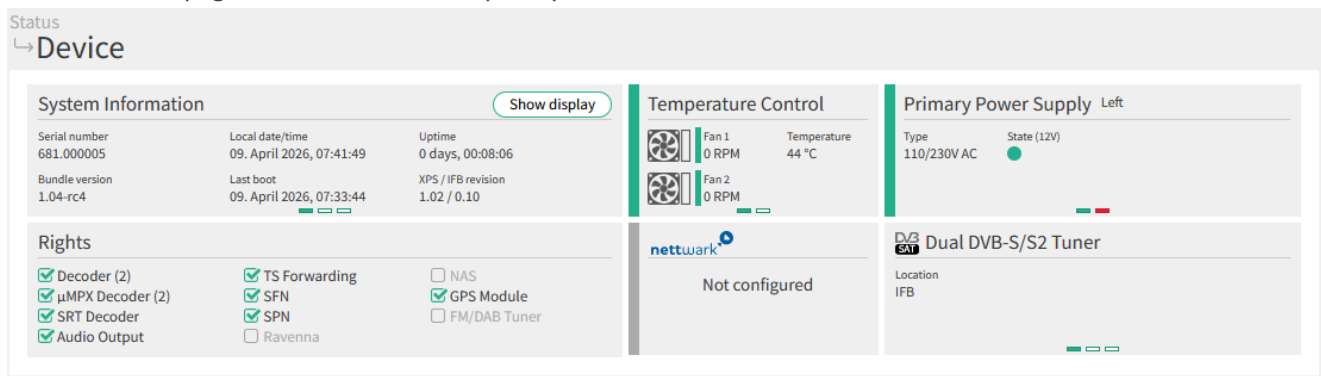 Status
Device
System Information
Show display
Serial number
681.000005
Local date/time
09. April 2026, 07:41:49
Uptime
0 days, 00:08:06
Bundle version
1.04-rc4
Last boot
09. April 2026, 07:33:44
XPS / IFB revision
1.02 / 0.10
Temperature Control
Fan 1
0 RPM
Temperature
44 °C
Fan 2
0 RPM
Primary Power Supply Left
Type
110/230V AC
State (12V)
Rights
Decoder (2)
µMPX Decoder (2)
SRT Decoder
Audio Output
TS Forwarding
SFN
SPN
Ravenna
NAS
GPS Module
FM/DAB Tuner
nettwark
Not configured
DVB
SAT
Dual DVB-S/S2 Tuner
Location
IFB